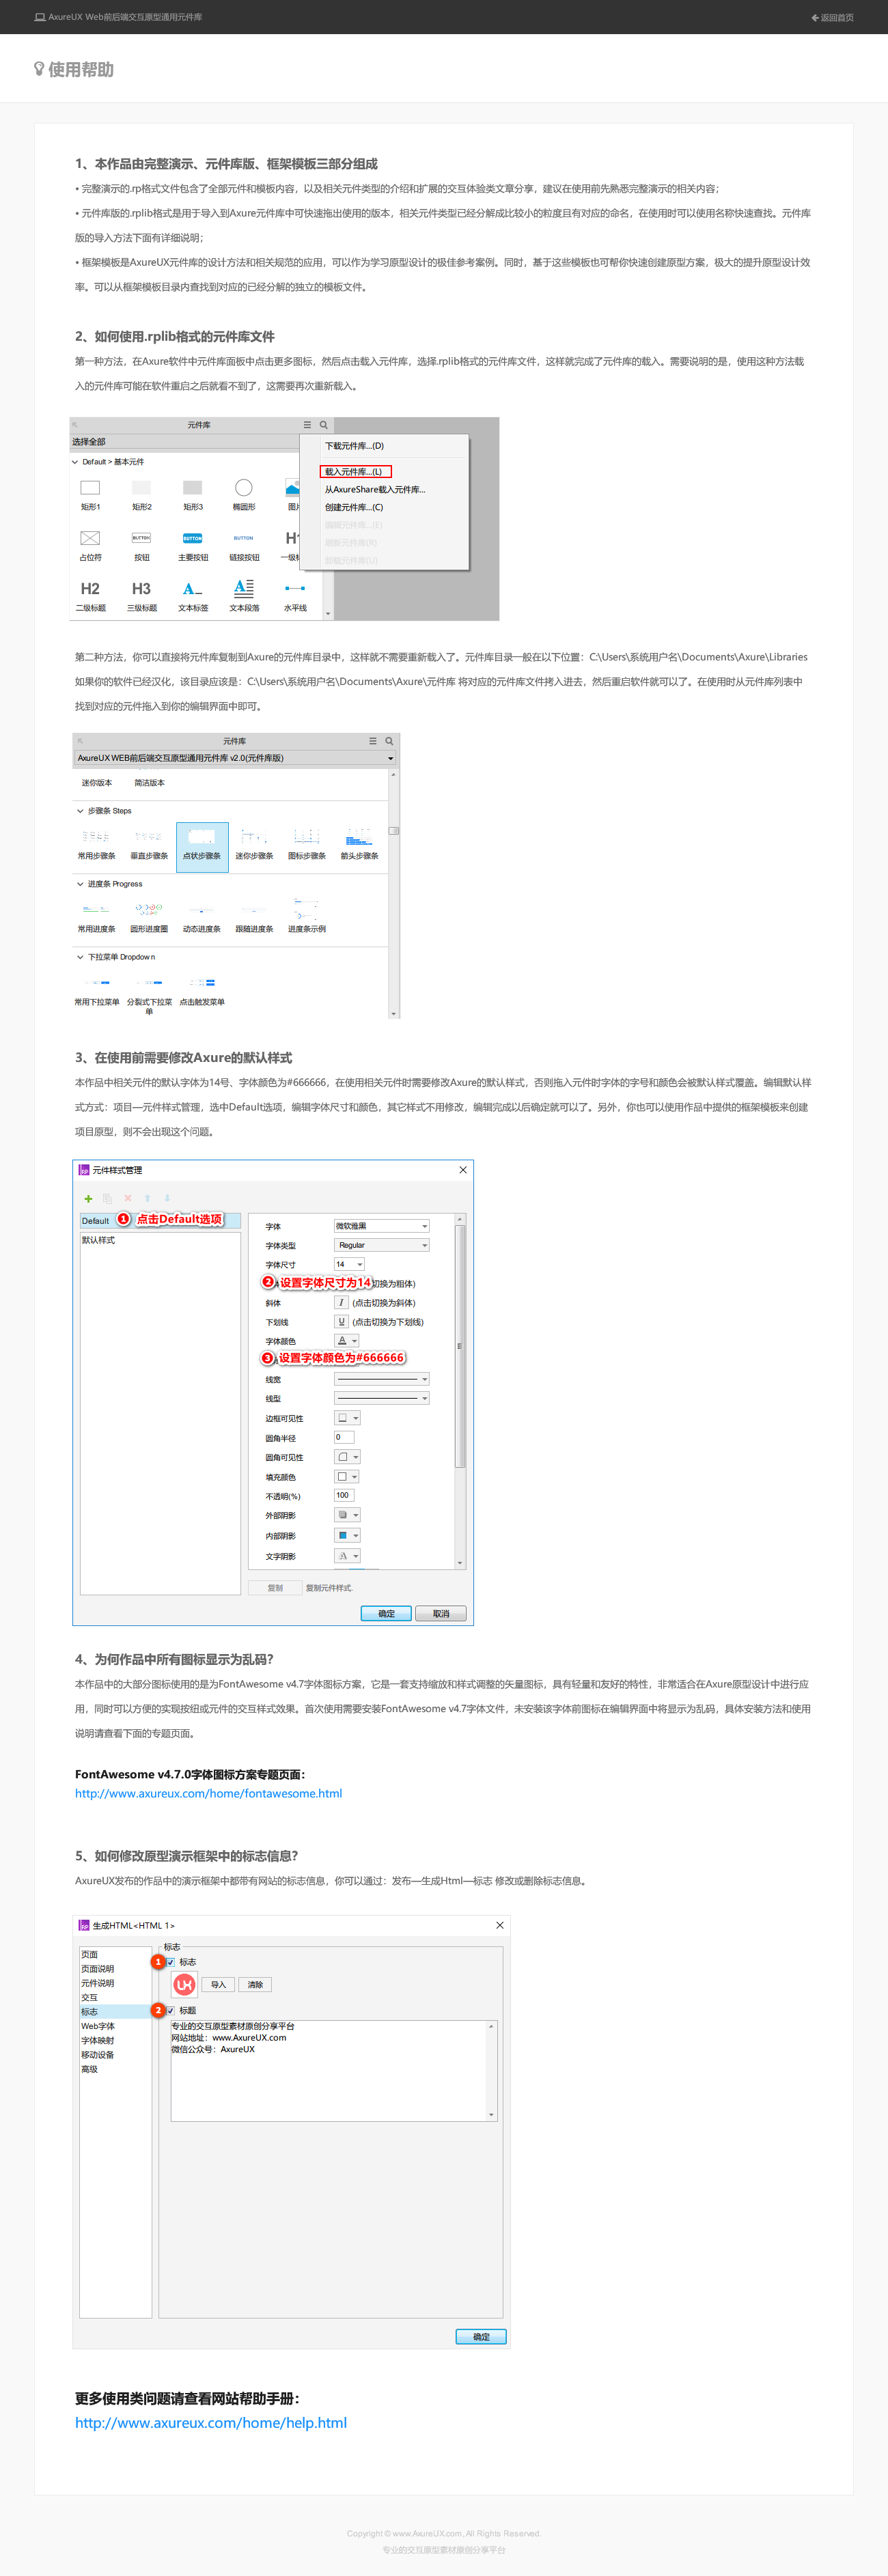 AxureUX Web前后端交互原型通用元件库
返回首页
使用帮助
1、本作品由完整演示、元件库版、框架模板三部分组成
• 完整演示的.rp格式文件包含了全部元件和模板内容，以及相关元件类型的介绍和扩展的交互体验类文章分享，建议在使用前先熟悉完整演示的相关内容；
• 元件库版的.rplib格式是用于导入到Axure元件库中可快速拖出使用的版本，相关元件类型已经分解成比较小的粒度且有对应的命名，在使用时可以使用名称快速查找。元件库
版的导入方法下面有详细说明；
• 框架模板是AxureUX元件库的设计方法和相关规范的应用，可以作为学习原型设计的极佳参考案例。同时，基于这些模板也可帮你快速创建原型方案，极大的提升原型设计效
率。可以从框架模板目录内查找到对应的已经分解的独立的模板文件。
2、如何使用.rplib格式的元件库文件
第一种方法，在Axure软件中元件库面板中点击更多图标，然后点击载入元件库，选择.rplib格式的元件库文件，这样就完成了元件库的载入。需要说明的是，使用这种方法载
入的元件库可能在软件重启之后就看不到了，这需要再次重新载入。
元件库
选择全部
Default > 基本元件
矩形1 矩形2 矩形3 椭圆形 图片
占位符 按钮 主要按钮 链接按钮 一级标
H2 H3
二级标题 三级标题 文本标签 文本段落 水平线
下载元件库...(D)
载入元件库...(L)
从AxureShare载入元件库...
创建元件库...(C)
编辑元件库...(E)
刷新元件库(R)
卸载元件库(U)
第二种方法，你可以直接将元件库复制到Axure的元件库目录中，这样就不需要重新载入了。元件库目录一般在以下位置：C:\Users\系统用户名\Documents\Axure\Libraries
如果你的软件已经汉化，该目录应该是：C:\Users\系统用户名\Documents\Axure\元件库 将对应的元件库文件拷入进去，然后重启软件就可以了。在使用时从元件库列表中
找到对应的元件拖入到你的编辑界面中即可。
元件库
AxureUX WEB前后端交互原型通用元件库 v2.0(元件库版)
迷你版本 简洁版本
步骤条 Steps
常用步骤条 垂直步骤条 点状步骤条 迷你步骤条 图标步骤条 箭头步骤条
进度条 Progress
常用进度条 圆形进度圈 动态进度条 跟随进度条 进度条示例
下拉菜单 Dropdown
常用下拉菜单 分裂式下拉菜单 点击触发菜单
3、在使用前需要修改Axure的默认样式
本作品中相关元件的默认字体为14号、字体颜色为#666666，在使用相关元件时需要修改Axure的默认样式，否则拖入元件时字体的字号和颜色会被默认样式覆盖。编辑默认样
式方式：项目—元件样式管理，选中Default选项，编辑字体尺寸和颜色，其它样式不用修改，编辑完成以后确定就可以了。另外，你也可以使用作品中提供的框架模板来创建
项目原型，则不会出现这个问题。
元件样式管理
Default
1 点击Default选项
默认样式
字体 微软雅黑
字体类型 Regular
字体尺寸 14
2 设置字体尺寸为14
切换为粗体)
斜体 I (点击切换为斜体)
下划线 U (点击切换为下划线)
字体颜色 A
3 设置字体颜色为#666666
线宽
线型
边框可见性
圆角半径 0
圆角可见性
填充颜色
不透明(%) 100
外部阴影
内部阴影
文字阴影 A
复制 复制元件样式.
确定 取消
4、为何作品中所有图标显示为乱码？
本作品中的大部分图标使用的是为FontAwesome v4.7字体图标方案，它是一套支持缩放和样式调整的矢量图标，具有轻量和友好的特性，非常适合在Axure原型设计中进行应
用，同时可以方便的实现按钮或元件的交互样式效果。首次使用需要安装FontAwesome v4.7字体文件，未安装该字体前图标在编辑界面中将显示为乱码，具体安装方法和使用
说明请查看下面的专题页面。
FontAwesome v4.7.0字体图标方案专题页面：
http://www.axureux.com/home/fontawesome.html
5、如何修改原型演示框架中的标志信息？
AxureUX发布的作品中的演示框架中都带有网站的标志信息，你可以通过：发布—生成Html—标志 修改或删除标志信息。
生成HTML<HTML 1>
页面
页面说明
元件说明
交互
标志
Web字体
字体映射
移动设备
高级
标志
1 标志
UX 导入 清除
2 标题
专业的交互原型素材原创分享平台
网站地址：www.AxureUX.com
微信公众号：AxureUX
确定
更多使用类问题请查看网站帮助手册：
http://www.axureux.com/home/help.html
Copyright © www.AxureUX.com, All Rights Reserved.
专业的交互原型素材原创分享平台